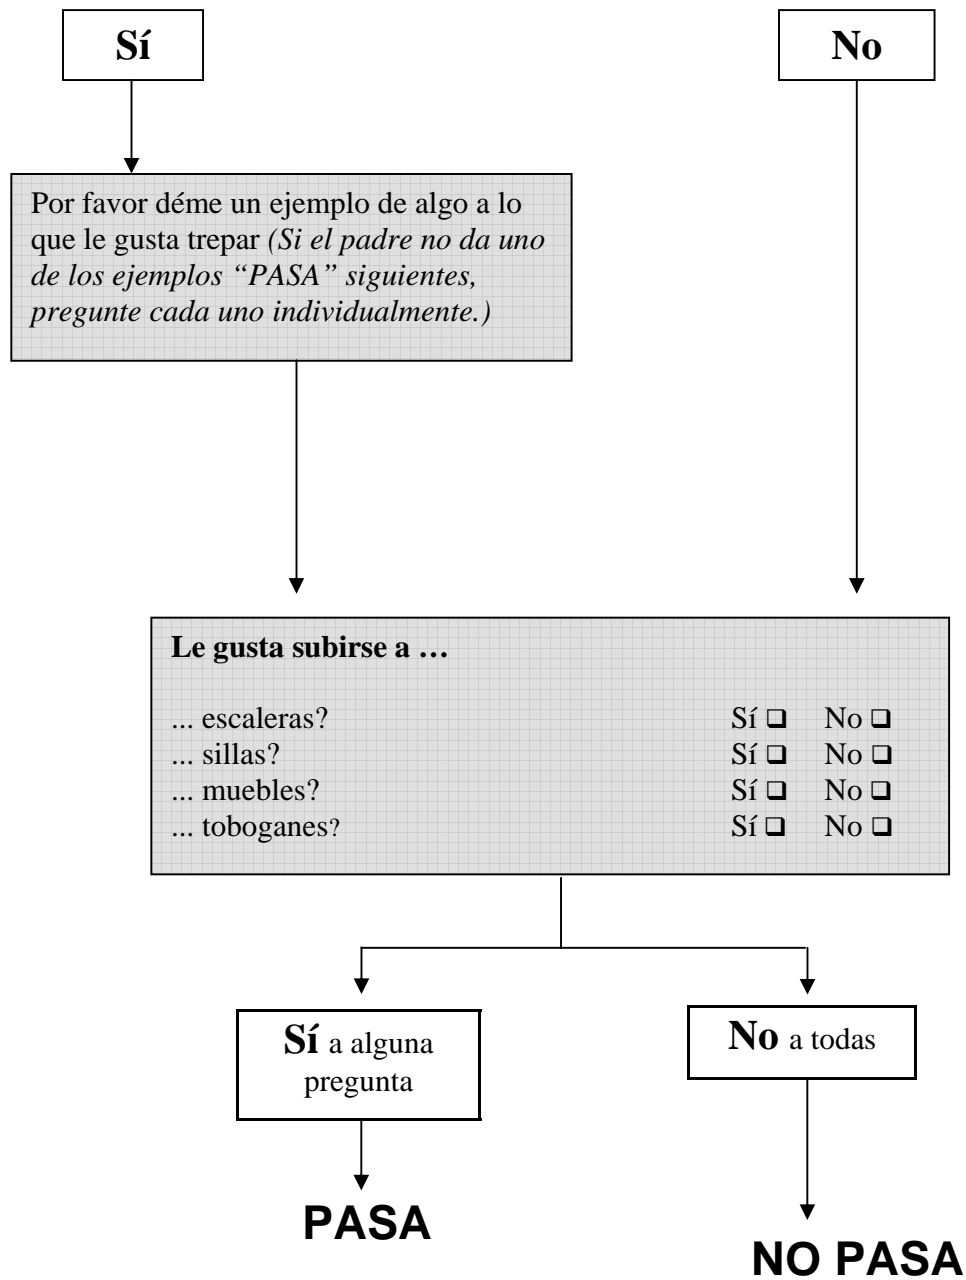 Sí
No
Por favor déme un ejemplo de algo a lo
que le gusta trepar (Si el padre no da uno
de los ejemplos “PASA” siguientes,
pregunte cada uno individualmente.)
Le gusta subirse a …
... escaleras? Sí ❑ No ❑
... sillas? Sí ❑ No ❑
... muebles? Sí ❑ No ❑
... toboganes? Sí ❑ No ❑
Sí a alguna
pregunta
No a todas
PASA
NO PASA